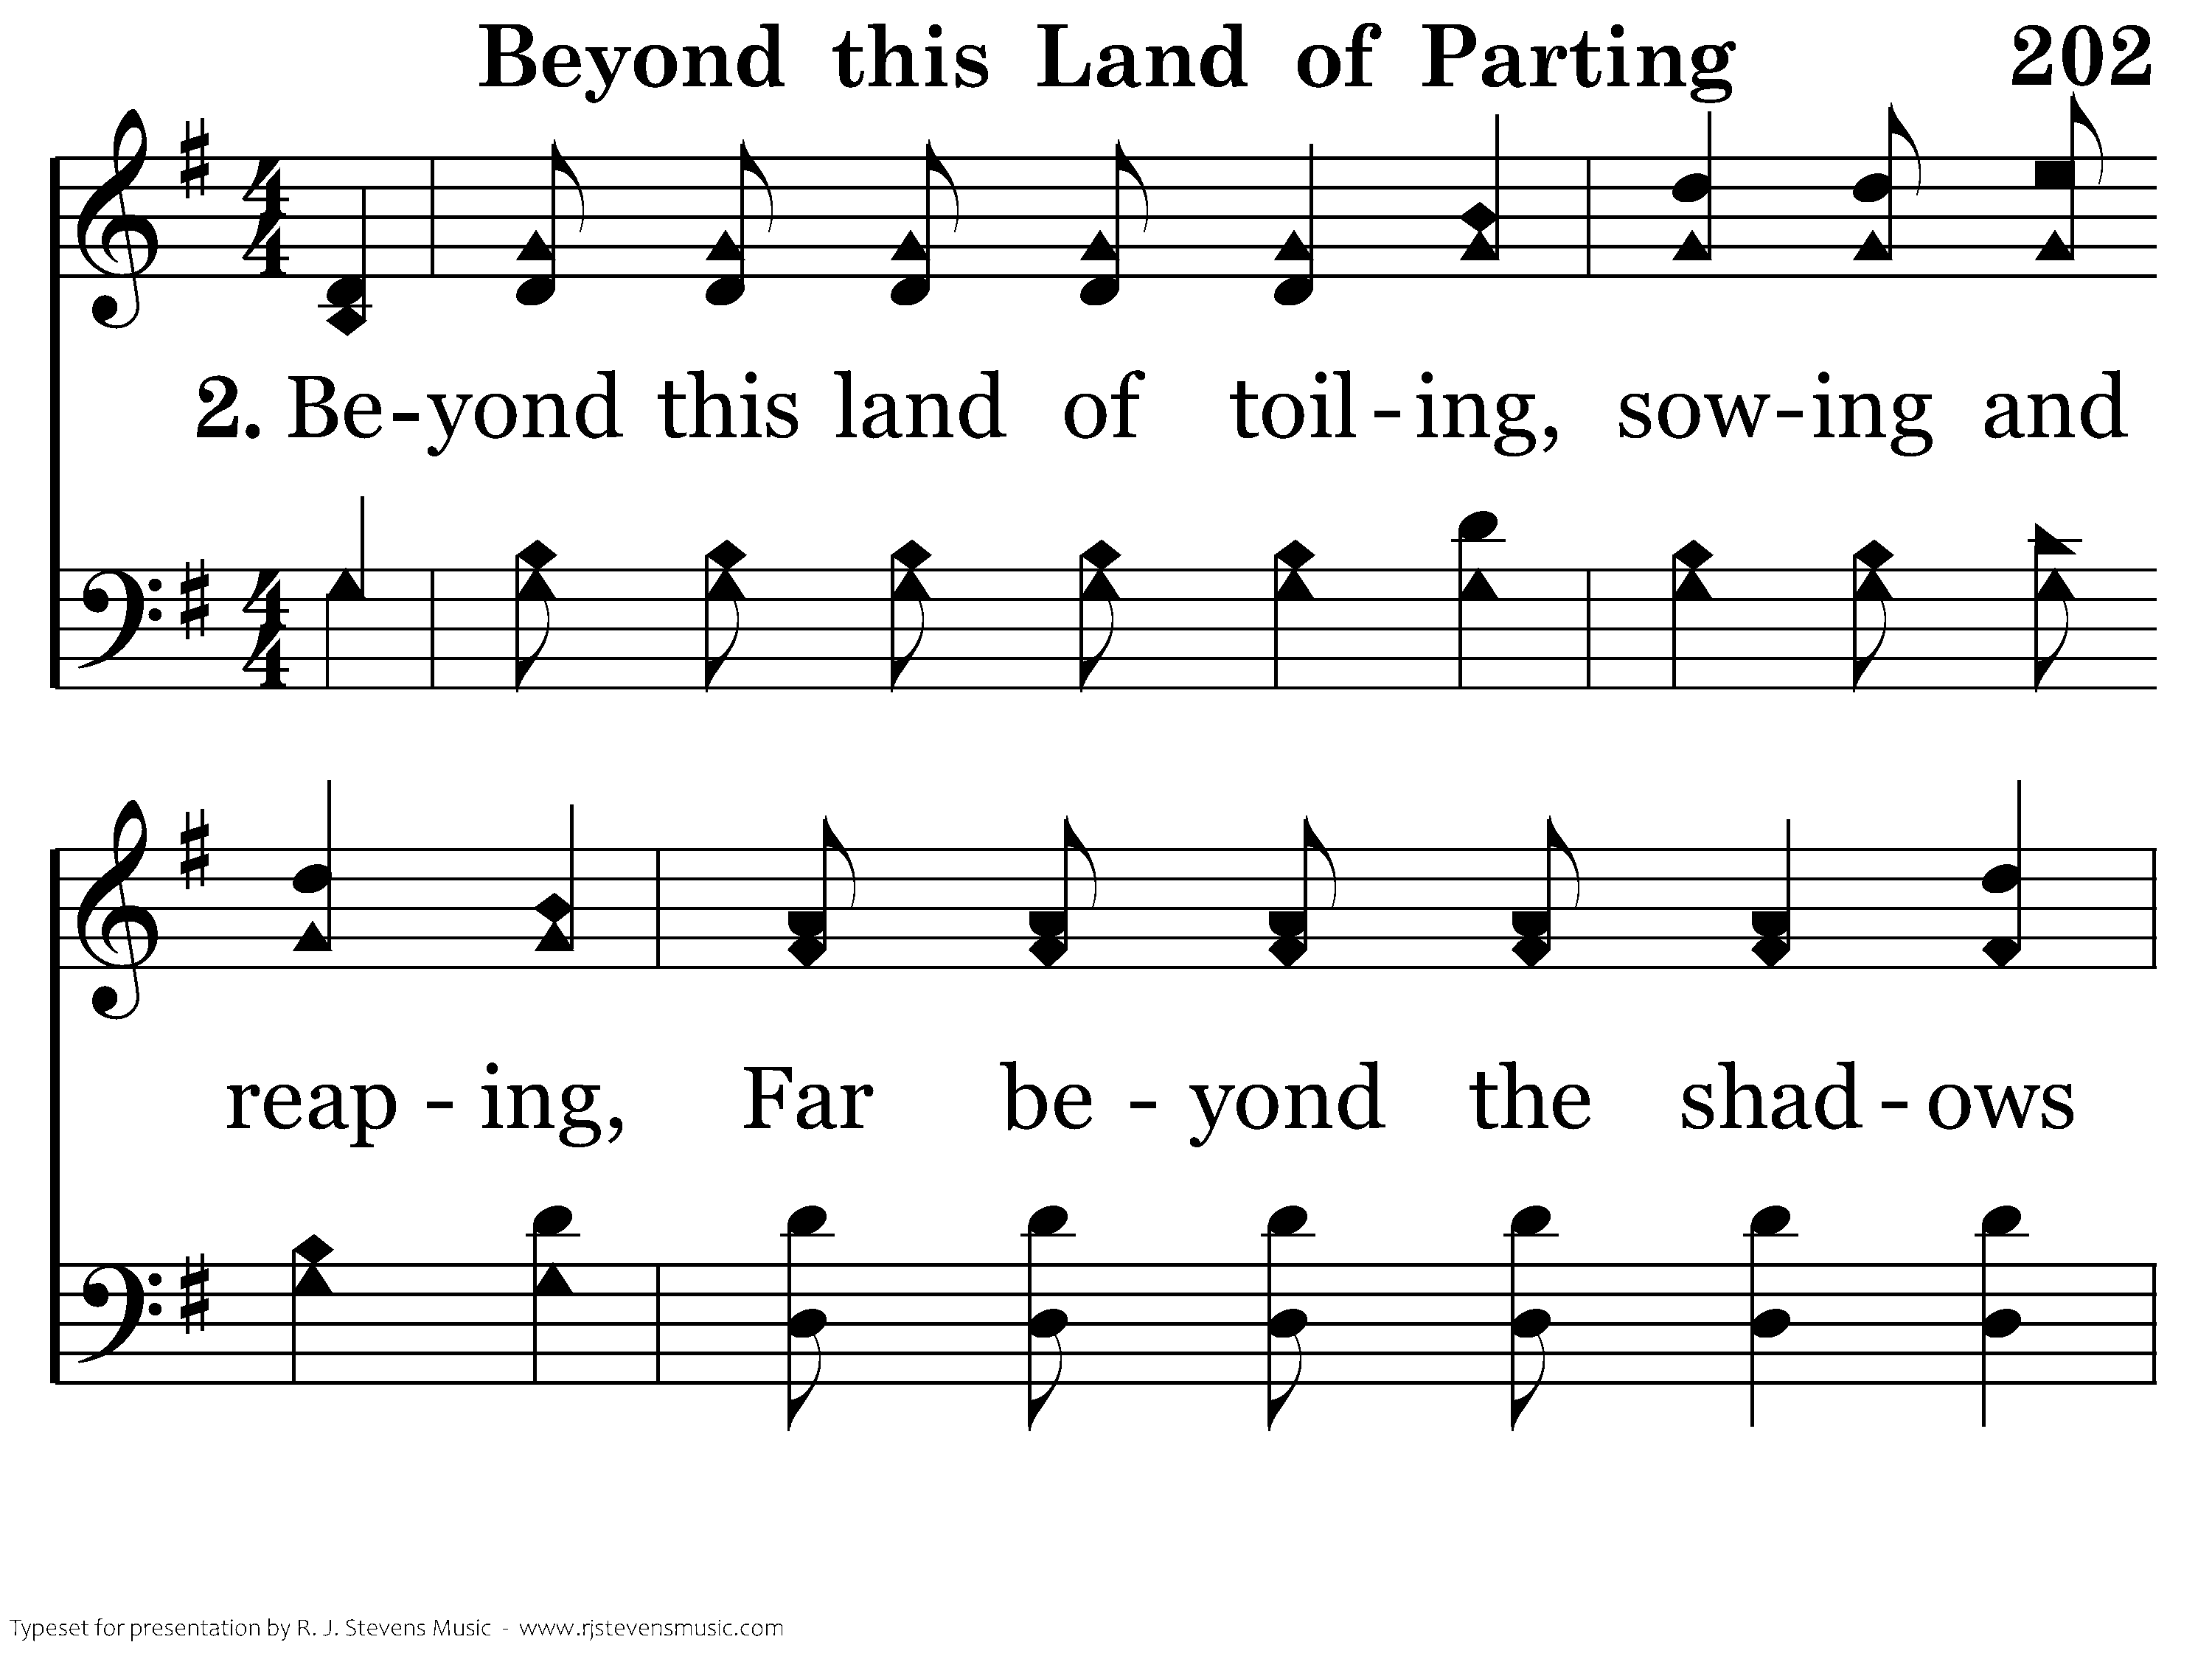 Beyond this Land of Parting 202
2. Be-yond this land of toil-ing, sow-ing and
reap - ing, Far be - yond the shad - ows
Typeset for presentation by R. J. Stevens Music - www.rjstevensmusic.com